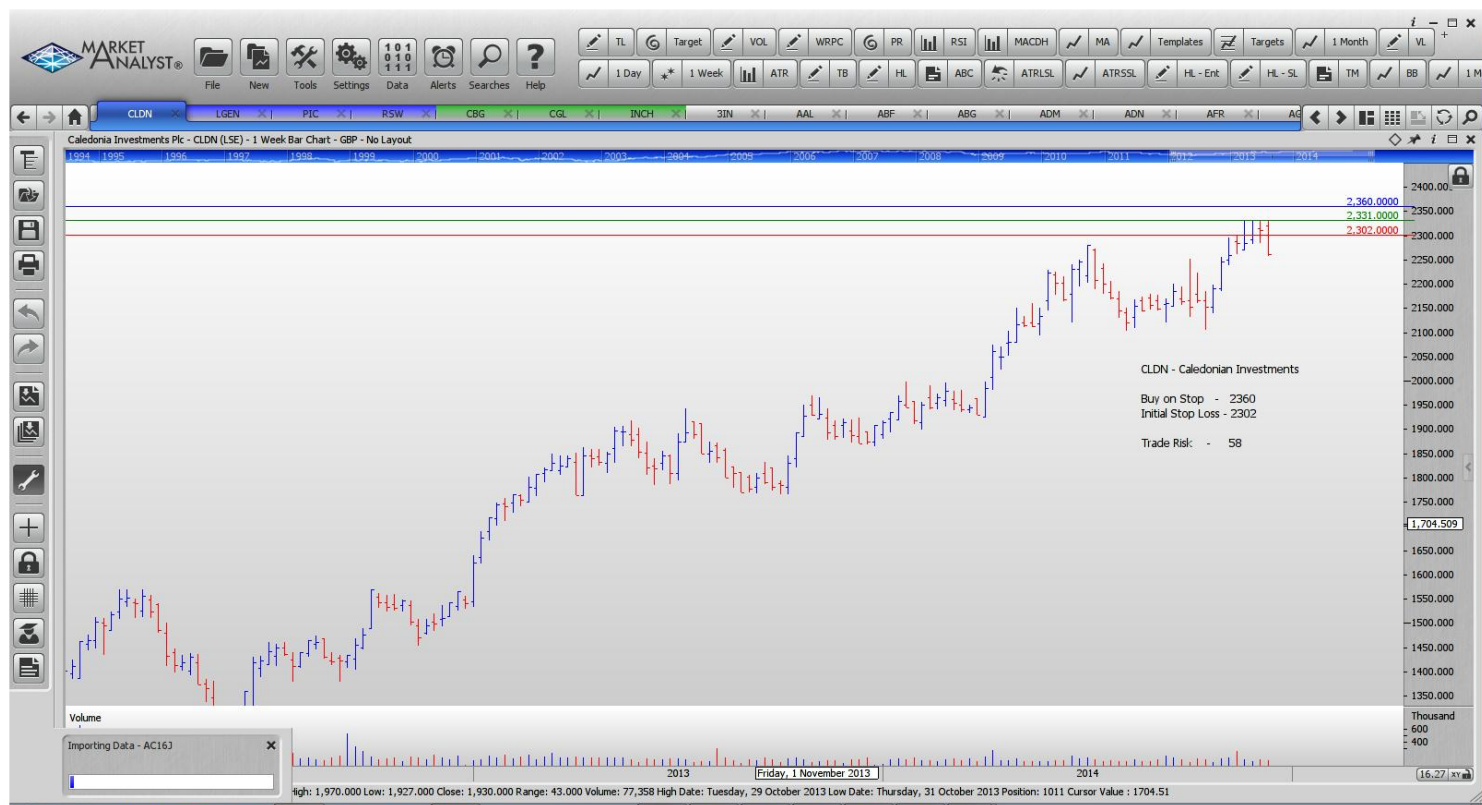 MARKET
ANALYST®
File
New
Tools
Settings
101
010
111
Data
Alerts
Searches
?
Help
TL
Target
VOL
WRPC
PR
RSI
MACDH
MA
Templates
Targets
1 Month
VL
1 Day
1 Week
ATR
TB
HL
ABC
ATRLSL
ATRSSL
HL - Ent
HL - SL
TM
BB
1 M
CLDN
LGEN
PIC
RSW
CBG
CGL
INCH
3IN
AAL
ABF
ABG
ADM
ADN
AFR
AG
Caledonia Investments Plc - CLDN (LSE) - 1 Week Bar Chart - GBP - No Layout
1994 1995 1996 1997 1998 1999 2000 2001 2002 2003 2004 2005 2006 2007 2008 2009 2010 2011 2012 2013 2014
2400.00
2,360.0000
2350.000
2,331.0000
2,302.0000
2300.000
2250.000
2200.000
2150.000
2100.000
2050.000
CLDN - Caledonian Investments
2000.000
Buy on Stop - 2360
1950.000
Initial Stop Loss - 2302
1900.000
Trade Risk - 58
1850.000
1800.000
1750.000
1,704.509
1650.000
1600.000
1550.000
1500.000
1450.000
1400.000
1350.000
Volume
Thousand
600
400
Importing Data - AC16J
2013
Friday, 1 November 2013
2014
16.27 XY
High: 1,970.000 Low: 1,927.000 Close: 1,930.000 Range: 43.000 Volume: 77,358 High Date: Tuesday, 29 October 2013 Low Date: Thursday, 31 October 2013 Position: 1011 Cursor Value : 1704.51